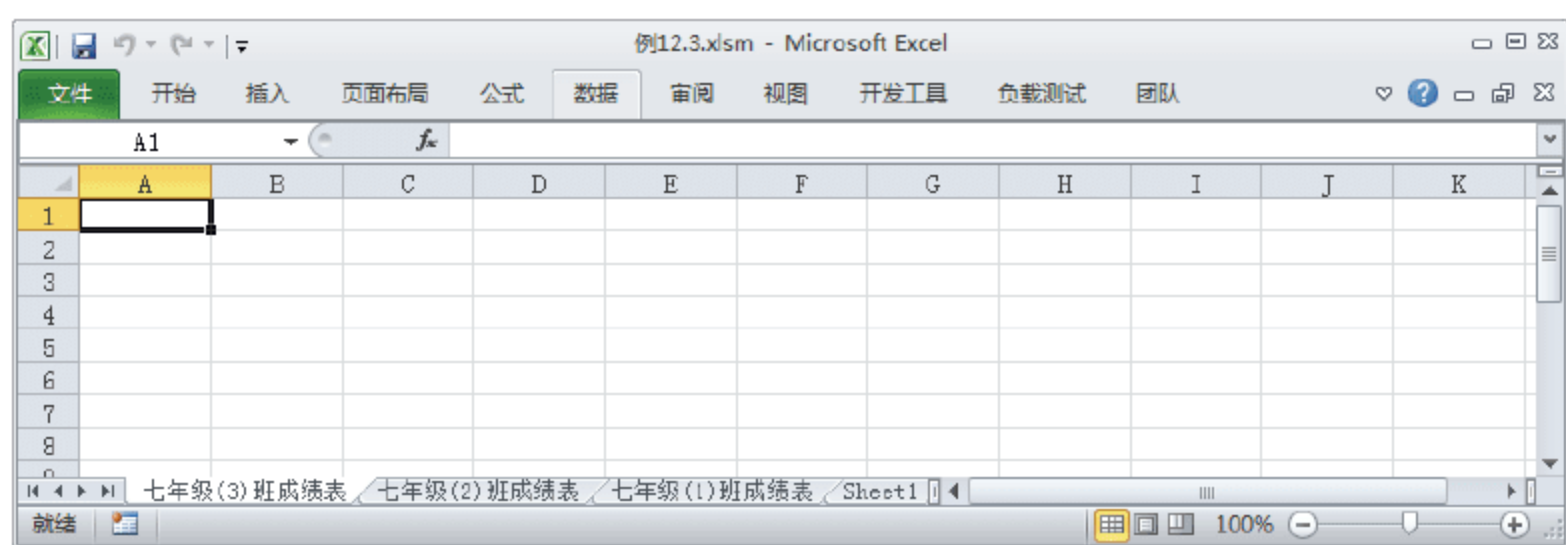 例12.3.xlsm - Microsoft Excel
文件 开始 插入 页面布局 公式 数据 审阅 视图 开发工具 负载测试 团队
A1 fx
A B C D E F G H I J K
1
2
3
4
5
6
7
8
七年级(3)班成绩表 七年级(2)班成绩表 七年级(1)班成绩表 Sheet1
就绪 100%